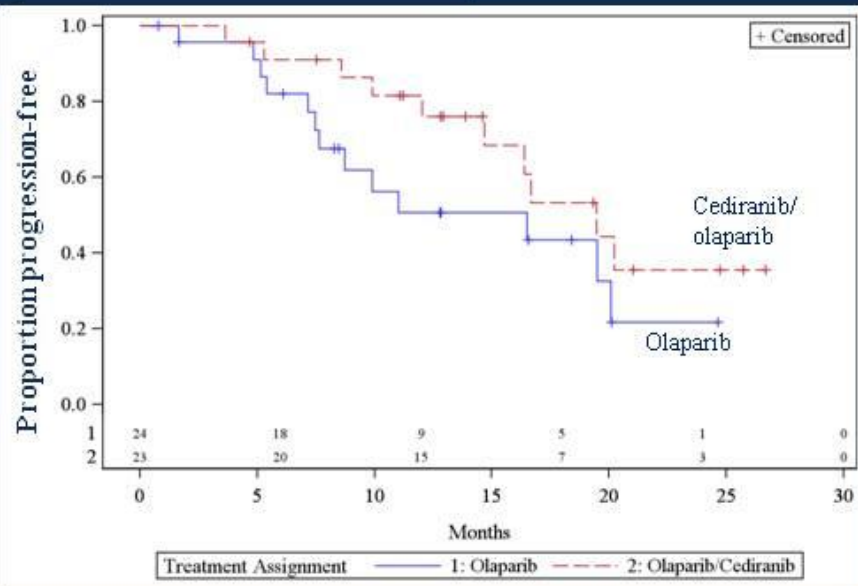 1.0
+ Censored
0.8
0.6
Proportion progression-free
Cediranib/
olaparib
0.4
0.2
Olaparib
0.0
1 24 18 9 5 1 0
2 23 20 15 7 3 0
0 5 10 15 20 25 30
Months
Treatment Assignment 1: Olaparib 2: Olaparib/Cediranib